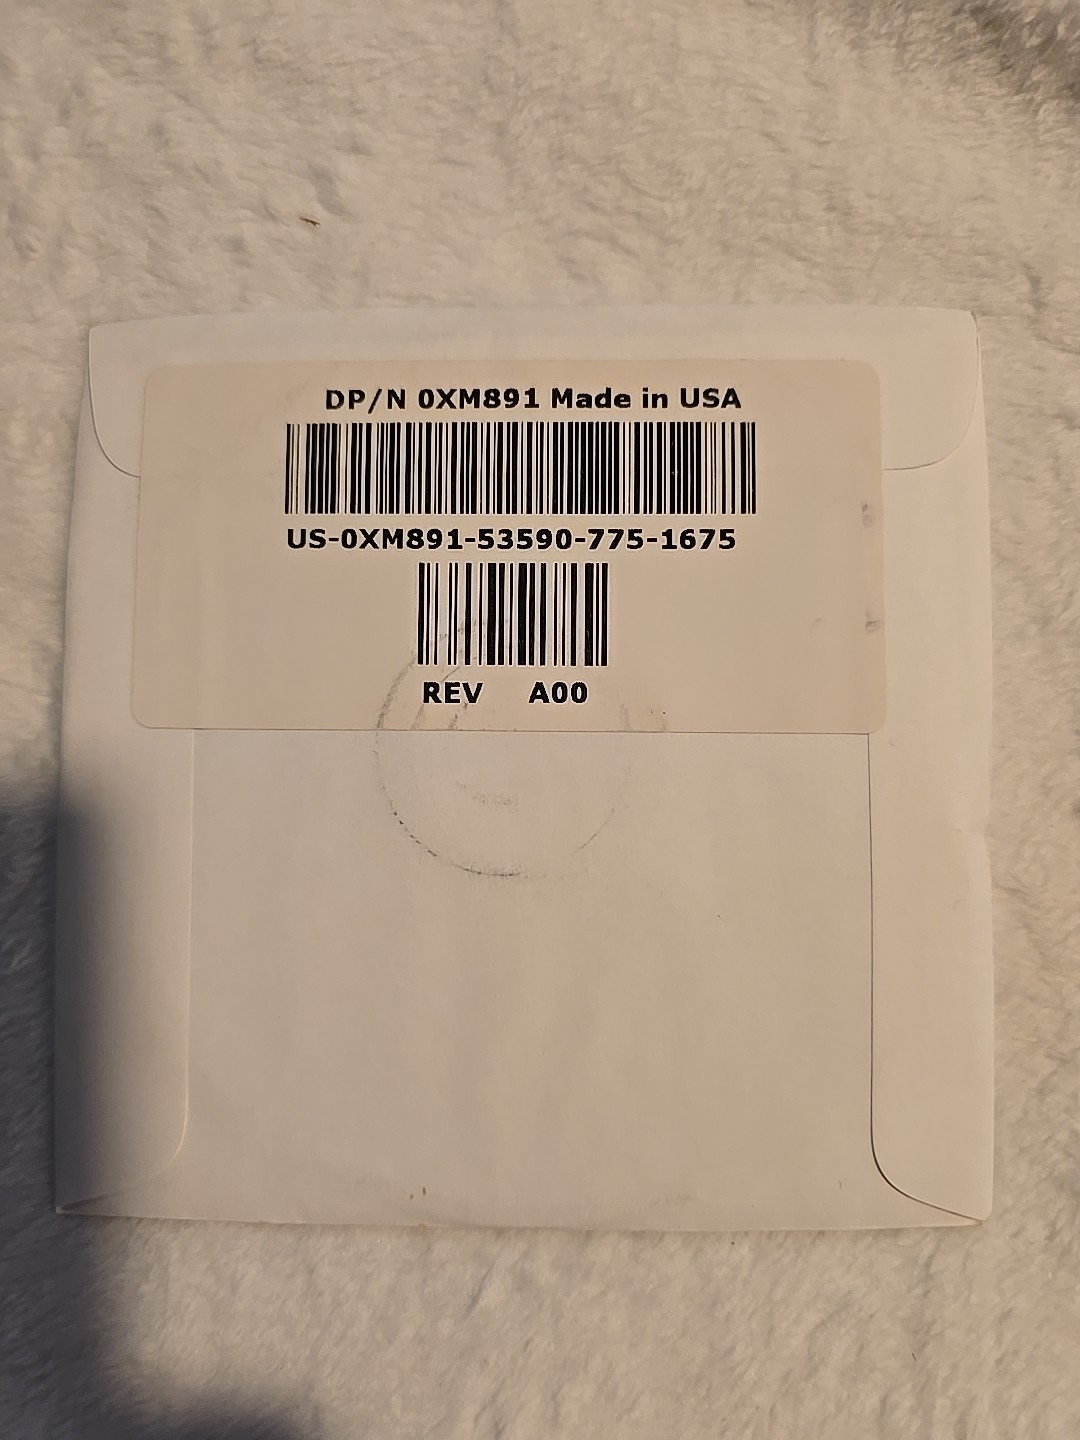 DP/N 0XM891 Made in USA
US-0XM891-53590-775-1675
REV A00